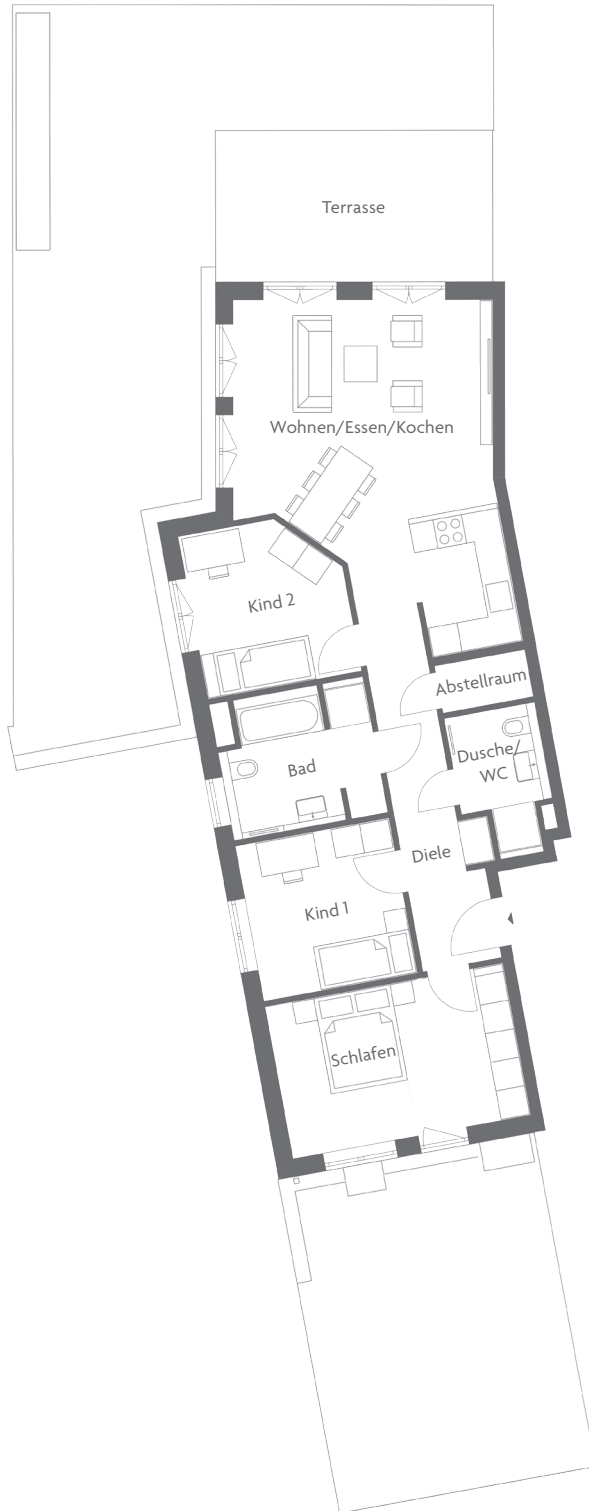 Terrasse
Wohnen/Essen/Kochen
Kind 2
Abstellraum
Dusche/
WC
Bad
Diele
Kind 1
Schlafen